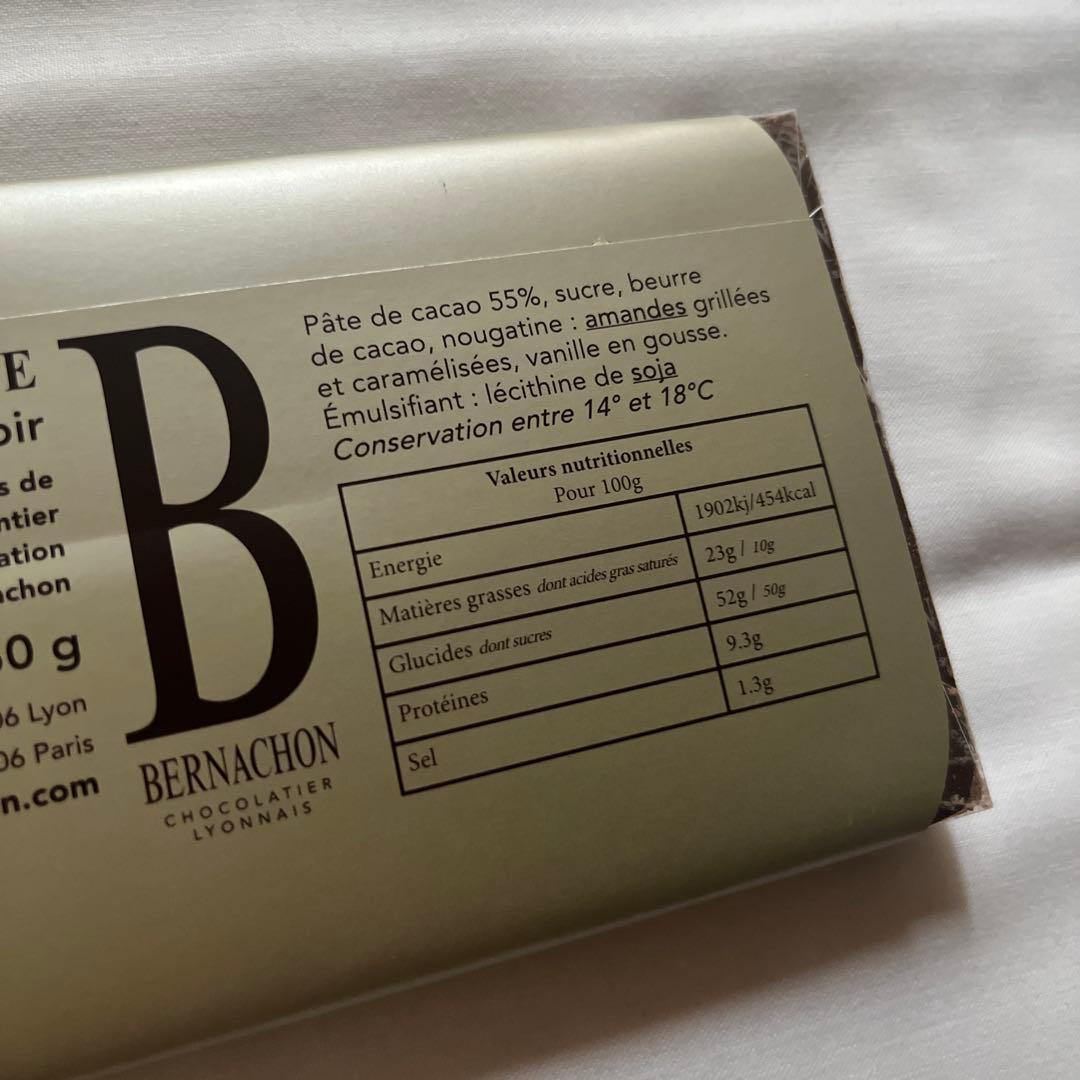 B
Pâte de cacao 55%, sucre, beurre
de cacao, nougatine : amandes grillées
et caramélisées, vanille en gousse.
Émulsifiant : lécithine de soja
Conservation entre 14° et 18°C
Valeurs nutritionnelles
Pour 100g
Energie 1902kj/454kcal
Matières grasses dont acides gras saturés 23g / 10g
Glucides dont sucres 52g / 50g
Protéines 9.3g
Sel 1.3g
E
oir
s de
ntier
ation
achon
0 g
06 Lyon
06 Paris
n.com
BERNACHON
CHOCOLATIER
LYONNAIS